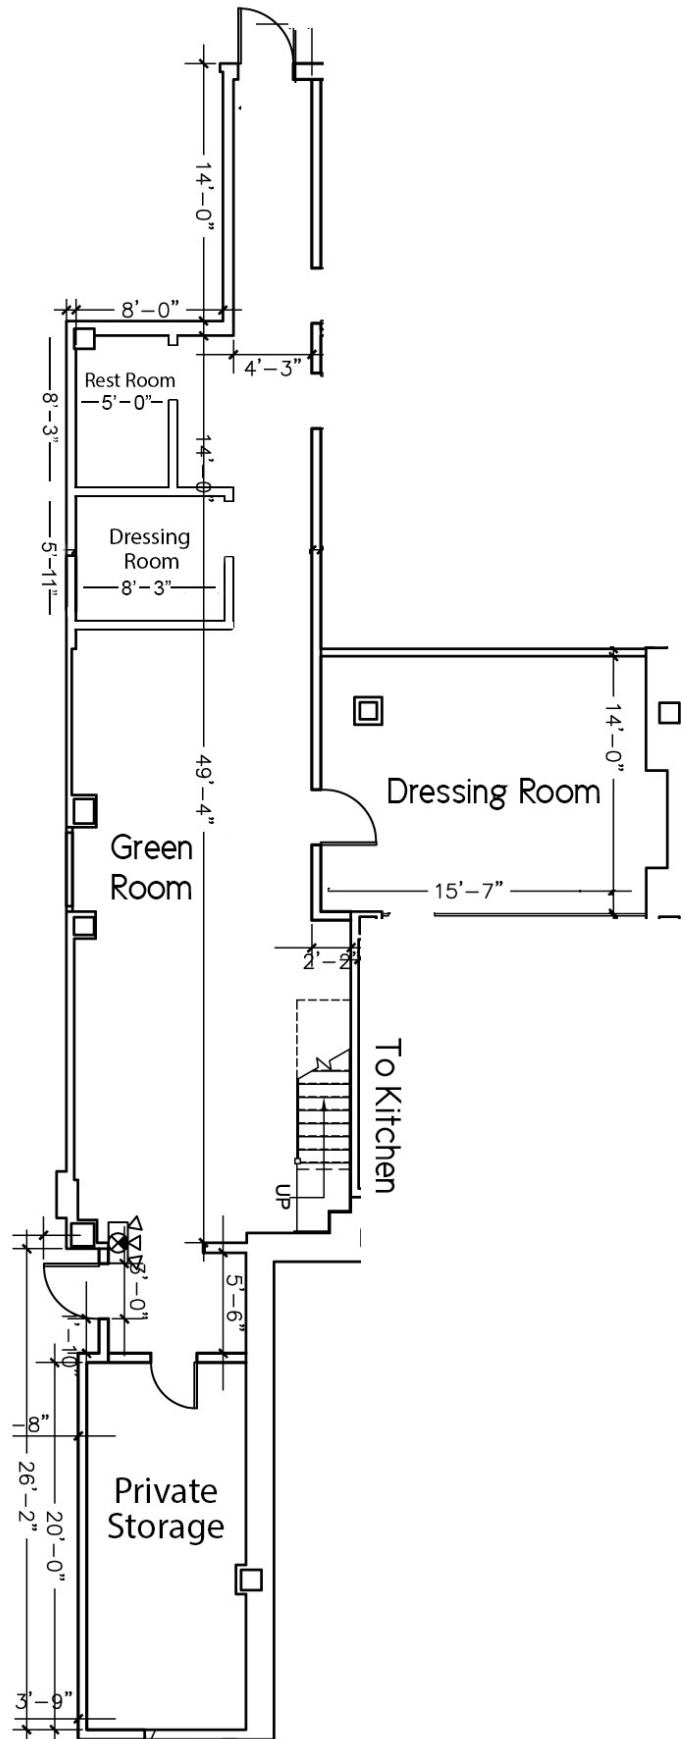 14'-0"
8'-0"
4'-3"
Rest Room
5'-0"
8'-3"
14'-0"
Dressing
Room
8'-3"
5'-11"
14'-0"
49'-4"
Dressing Room
Green
Room
15'-7"
2'-2"
To Kitchen
UP
3'-0"
5'-6"
8"
Private
Storage
26'-2"
20'-0"
3'-9"